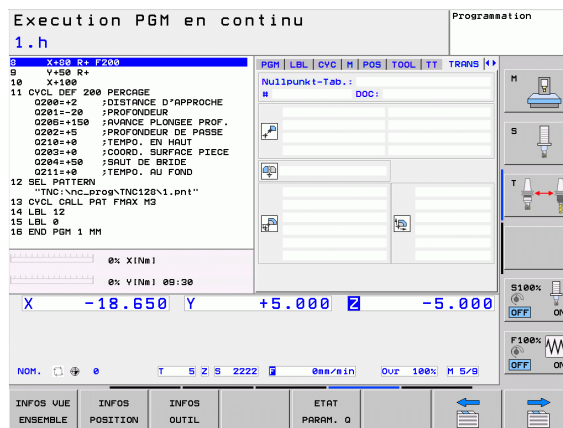 Execution PGM en continu
Programmation
1.h
8 X+80 R+ F200
9 Y+50 R+
10 X+100
11 CYCL DEF 200 PERCAGE
Q200=+2 ;DISTANCE D'APPROCHE
Q201=-20 ;PROFONDEUR
Q206=+150 ;AVANCE PLONGEE PROF.
Q202=+5 ;PROFONDEUR DE PASSE
Q210=+0 ;TEMPO. EN HAUT
Q203=+0 ;COORD. SURFACE PIECE
Q204=+50 ;SAUT DE BRIDE
Q211=+0 ;TEMPO. AU FOND
12 SEL PATTERN
"TNC:\nc_prog\TNC128\1.pnt"
13 CYCL CALL PAT FMAX M3
14 LBL 12
15 LBL 0
16 END PGM 1 MM
0% X[Nm]
0% Y[Nm] 09:30
PGM LBL CYC M POS TOOL TT TRANS
Nullpunkt-Tab.:
# DOC:
M
S
T
S100%
OFF ON
F100%
OFF ON
X -18.650 Y +5.000 Z -5.000
NOM. 0 T 5 Z S 2222 F 0mm/min Ovr 100% M 5/9
INFOS VUE ENSEMBLE
INFOS POSITION
INFOS OUTIL
ETAT PARAM. Q